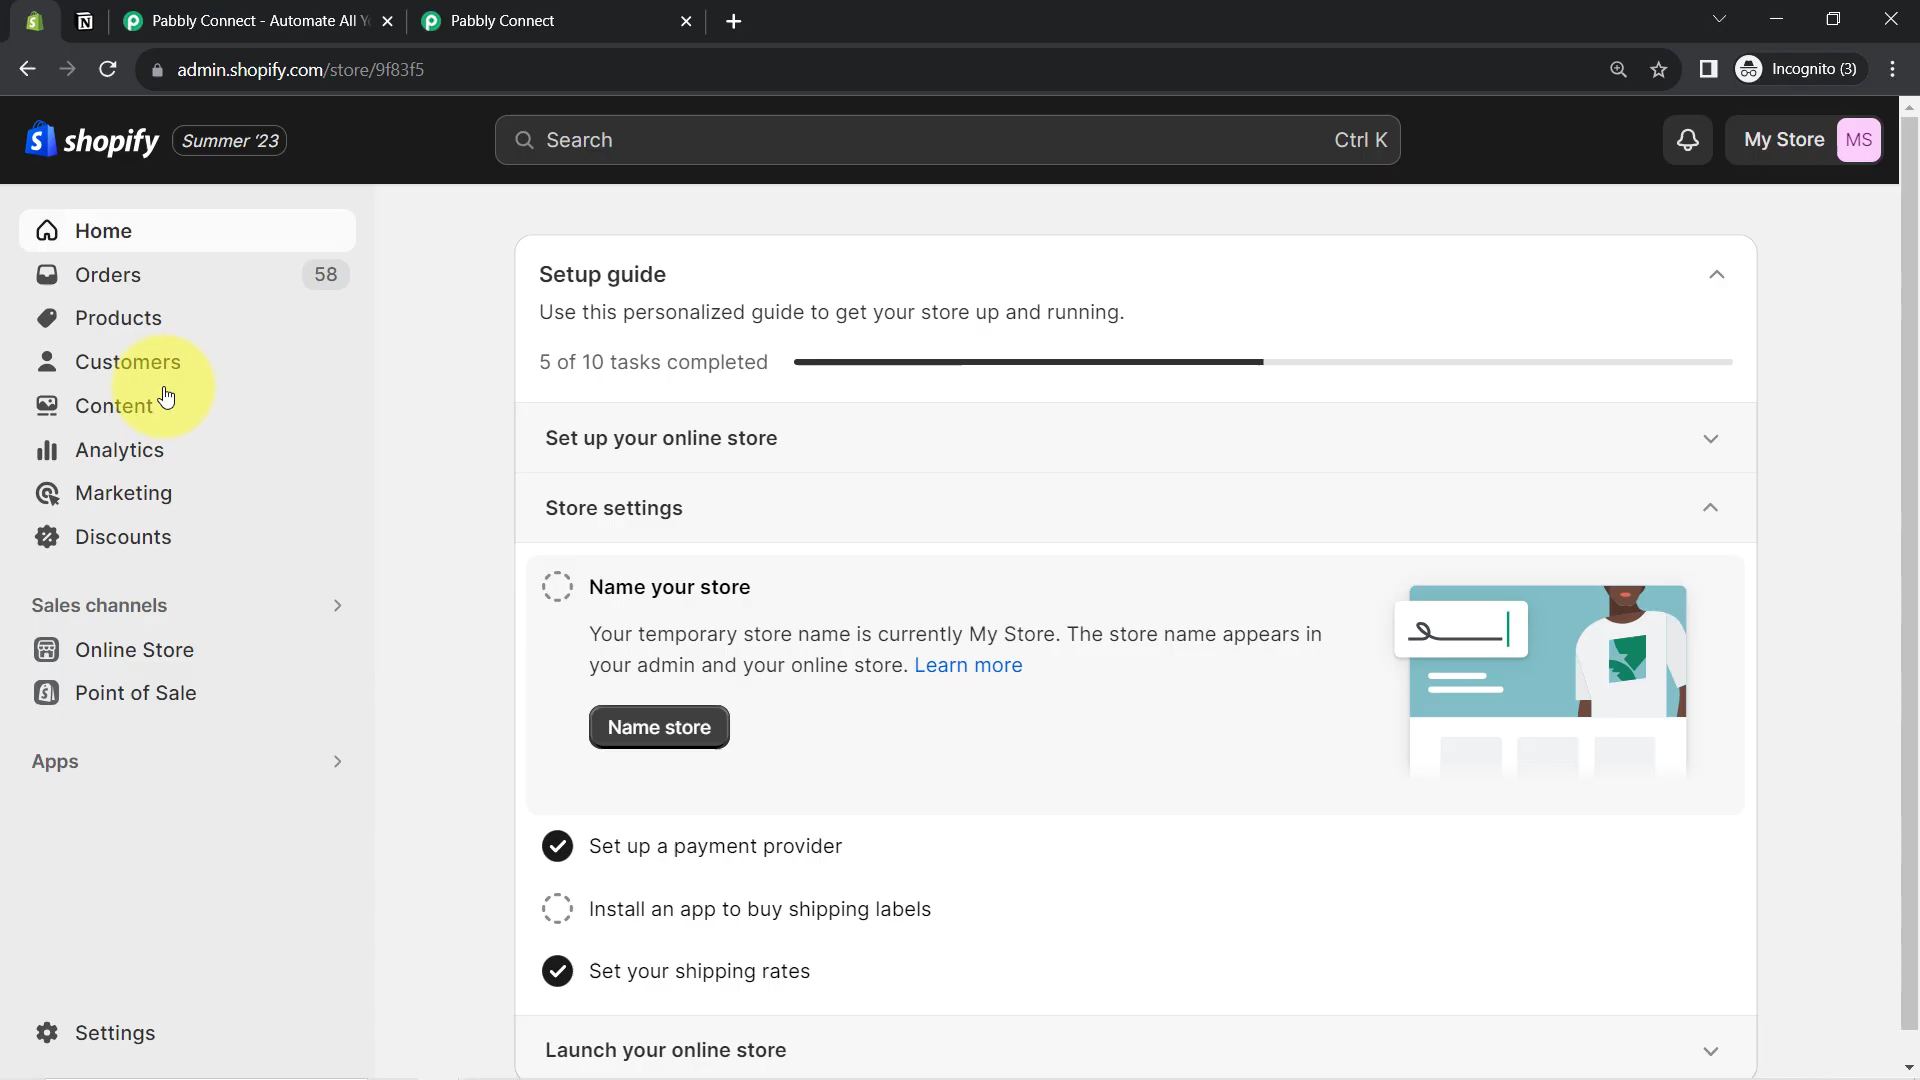 Pabbly Connect - Automate All Y
Pabbly Connect
admin.shopify.com/store/9f83f5
Incognito (3)
shopify
Summer '23
Search
Ctrl K
My Store
MS
Home
Orders
58
Products
Customers
Content
Analytics
Marketing
Discounts
Sales channels
Online Store
Point of Sale
Apps
Settings
Setup guide
Use this personalized guide to get your store up and running.
5 of 10 tasks completed
Set up your online store
Store settings
Name your store
Your temporary store name is currently My Store. The store name appears in
your admin and your online store. Learn more
Name store
Set up a payment provider
Install an app to buy shipping labels
Set your shipping rates
Launch your online store